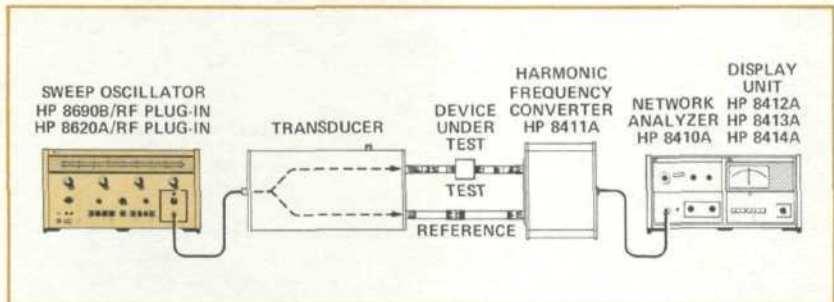 SWEEP OSCILLATOR
HP 8690B/RF PLUG-IN
HP 8620A/RF PLUG-IN
TRANSDUCER
DEVICE
UNDER
TEST
TEST
REFERENCE
HARMONIC
FREQUENCY
CONVERTER
HP 8411A
NETWORK
ANALYZER
HP 8410A
DISPLAY
UNIT
HP 8412A
HP 8413A
HP 8414A